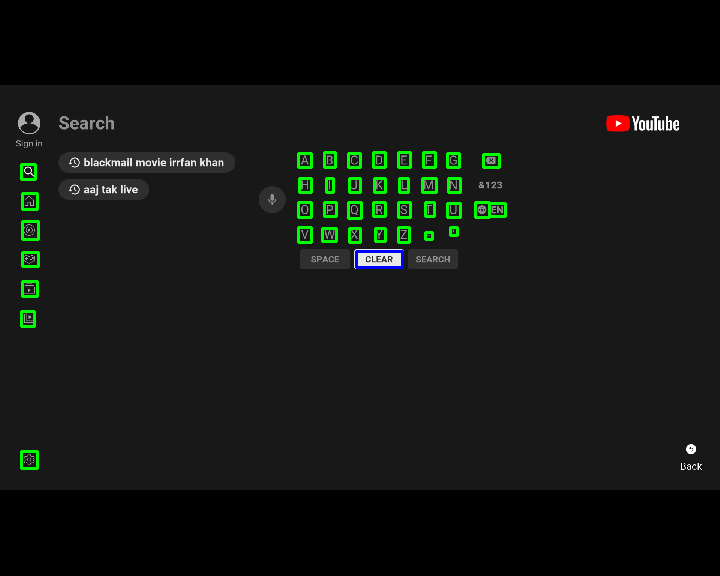 Search
YouTube
Sign in
blackmail movie irrfan khan
aaj tak live
A B C D E F G
H I J K L M N &123
O P Q R S T U EN
V W X Y Z
SPACE CLEAR SEARCH
Back